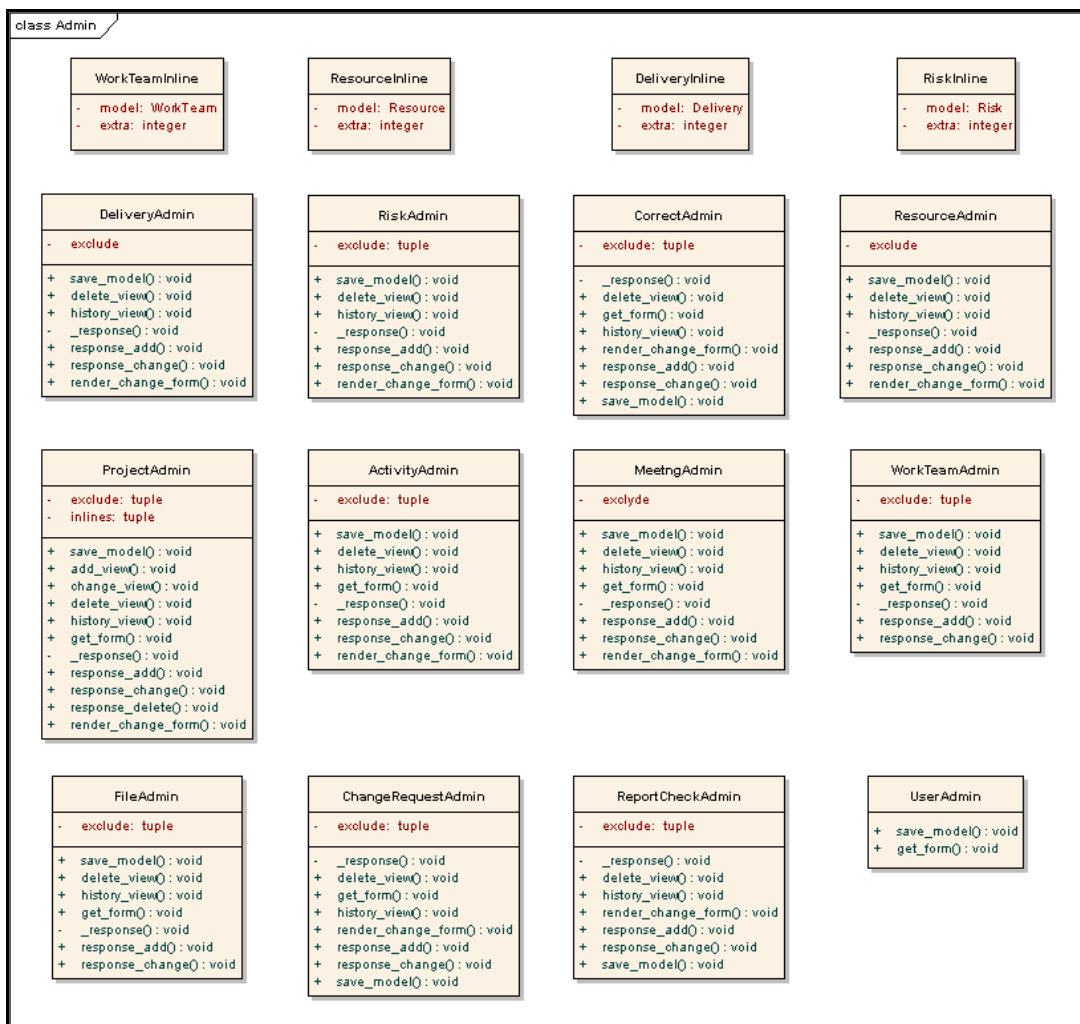 class Admin
WorkTeamInline
- model: WorkTeam
- extra: integer
ResourceInline
- model: Resource
- extra: integer
DeliveryInline
- model: Delivery
- extra: integer
RiskInline
- model: Risk
- extra: integer
DeliveryAdmin
- exclude
+ save_model() : void
+ delete_view() : void
+ history_view() : void
- _response() : void
+ response_add() : void
+ response_change() : void
+ render_change_form() : void
RiskAdmin
- exclude: tuple
+ save_model() : void
+ delete_view() : void
+ history_view() : void
- _response() : void
+ response_add() : void
+ response_change() : void
+ render_change_form() : void
CorrectAdmin
- exclude: tuple
- _response() : void
+ delete_view() : void
+ get_form() : void
+ history_view() : void
+ render_change_form() : void
+ response_add() : void
+ response_change() : void
+ save_model() : void
ResourceAdmin
- exclude
+ save_model() : void
+ delete_view() : void
+ history_view() : void
- _response() : void
+ response_add() : void
+ response_change() : void
+ render_change_form() : void
ProjectAdmin
- exclude: tuple
- inlines: tuple
+ save_model() : void
+ add_view() : void
+ change_view() : void
+ delete_view() : void
+ history_view() : void
+ get_form() : void
- _response() : void
+ response_add() : void
+ response_change() : void
+ response_delete() : void
+ render_change_form() : void
ActivityAdmin
- exclude: tuple
+ save_model() : void
+ delete_view() : void
+ history_view() : void
+ get_form() : void
- _response() : void
+ response_add() : void
+ response_change() : void
+ render_change_form() : void
MeetngAdmin
- exclyde
+ save_model() : void
+ delete_view() : void
+ history_view() : void
+ get_form() : void
- _response() : void
+ response_add() : void
+ response_change() : void
+ render_change_form() : void
WorkTeamAdmin
- exclude: tuple
+ save_model() : void
+ delete_view() : void
+ history_view() : void
+ get_form() : void
- _response() : void
+ response_add() : void
+ response_change() : void
FileAdmin
- exclude: tuple
+ save_model() : void
+ delete_view() : void
+ history_view() : void
+ get_form() : void
- _response() : void
+ response_add() : void
+ response_change() : void
ChangeRequestAdmin
- exclude: tuple
- _response() : void
+ delete_view() : void
+ get_form() : void
+ history_view() : void
+ render_change_form() : void
+ response_add() : void
+ response_change() : void
+ save_model() : void
ReportCheckAdmin
- exclude: tuple
- _response() : void
+ delete_view() : void
+ history_view() : void
+ render_change_form() : void
+ response_add() : void
+ response_change() : void
+ save_model() : void
UserAdmin
+ save_model() : void
+ get_form() : void